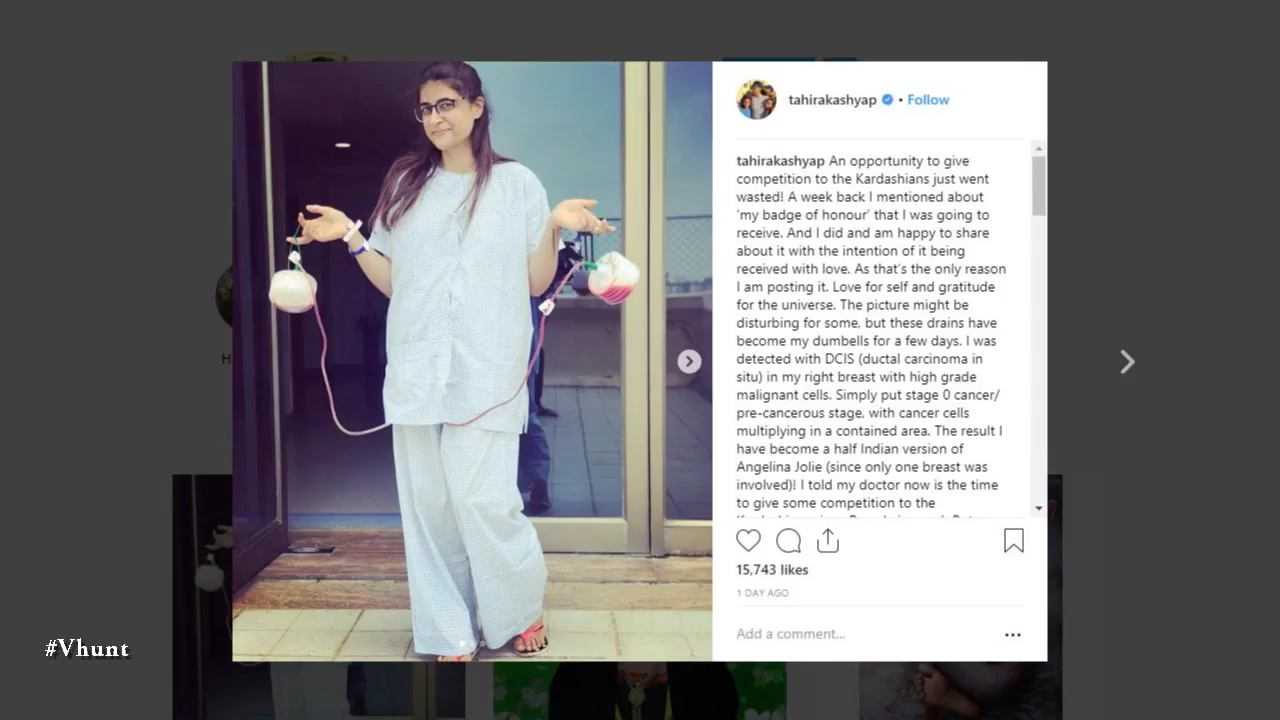 tahirakashyap • Follow
tahirakashyap An opportunity to give
competition to the Kardashians just went
wasted! A week back I mentioned about
'my badge of honour' that I was going to
receive. And I did and am happy to share
about it with the intention of it being
received with love. As that's the only reason
I am posting it. Love for self and gratitude
for the universe. The picture might be
disturbing for some, but these drains have
become my dumbells for a few days. I was
detected with DCIS (ductal carcinoma in
situ) in my right breast with high grade
malignant cells. Simply put stage 0 cancer/
pre-cancerous stage, with cancer cells
multiplying in a contained area. The result I
have become a half Indian version of
Angelina Jolie (since only one breast was
involved)! I told my doctor now is the time
to give some competition to the
15,743 likes
1 DAY AGO
Add a comment...
H
#Vhunt